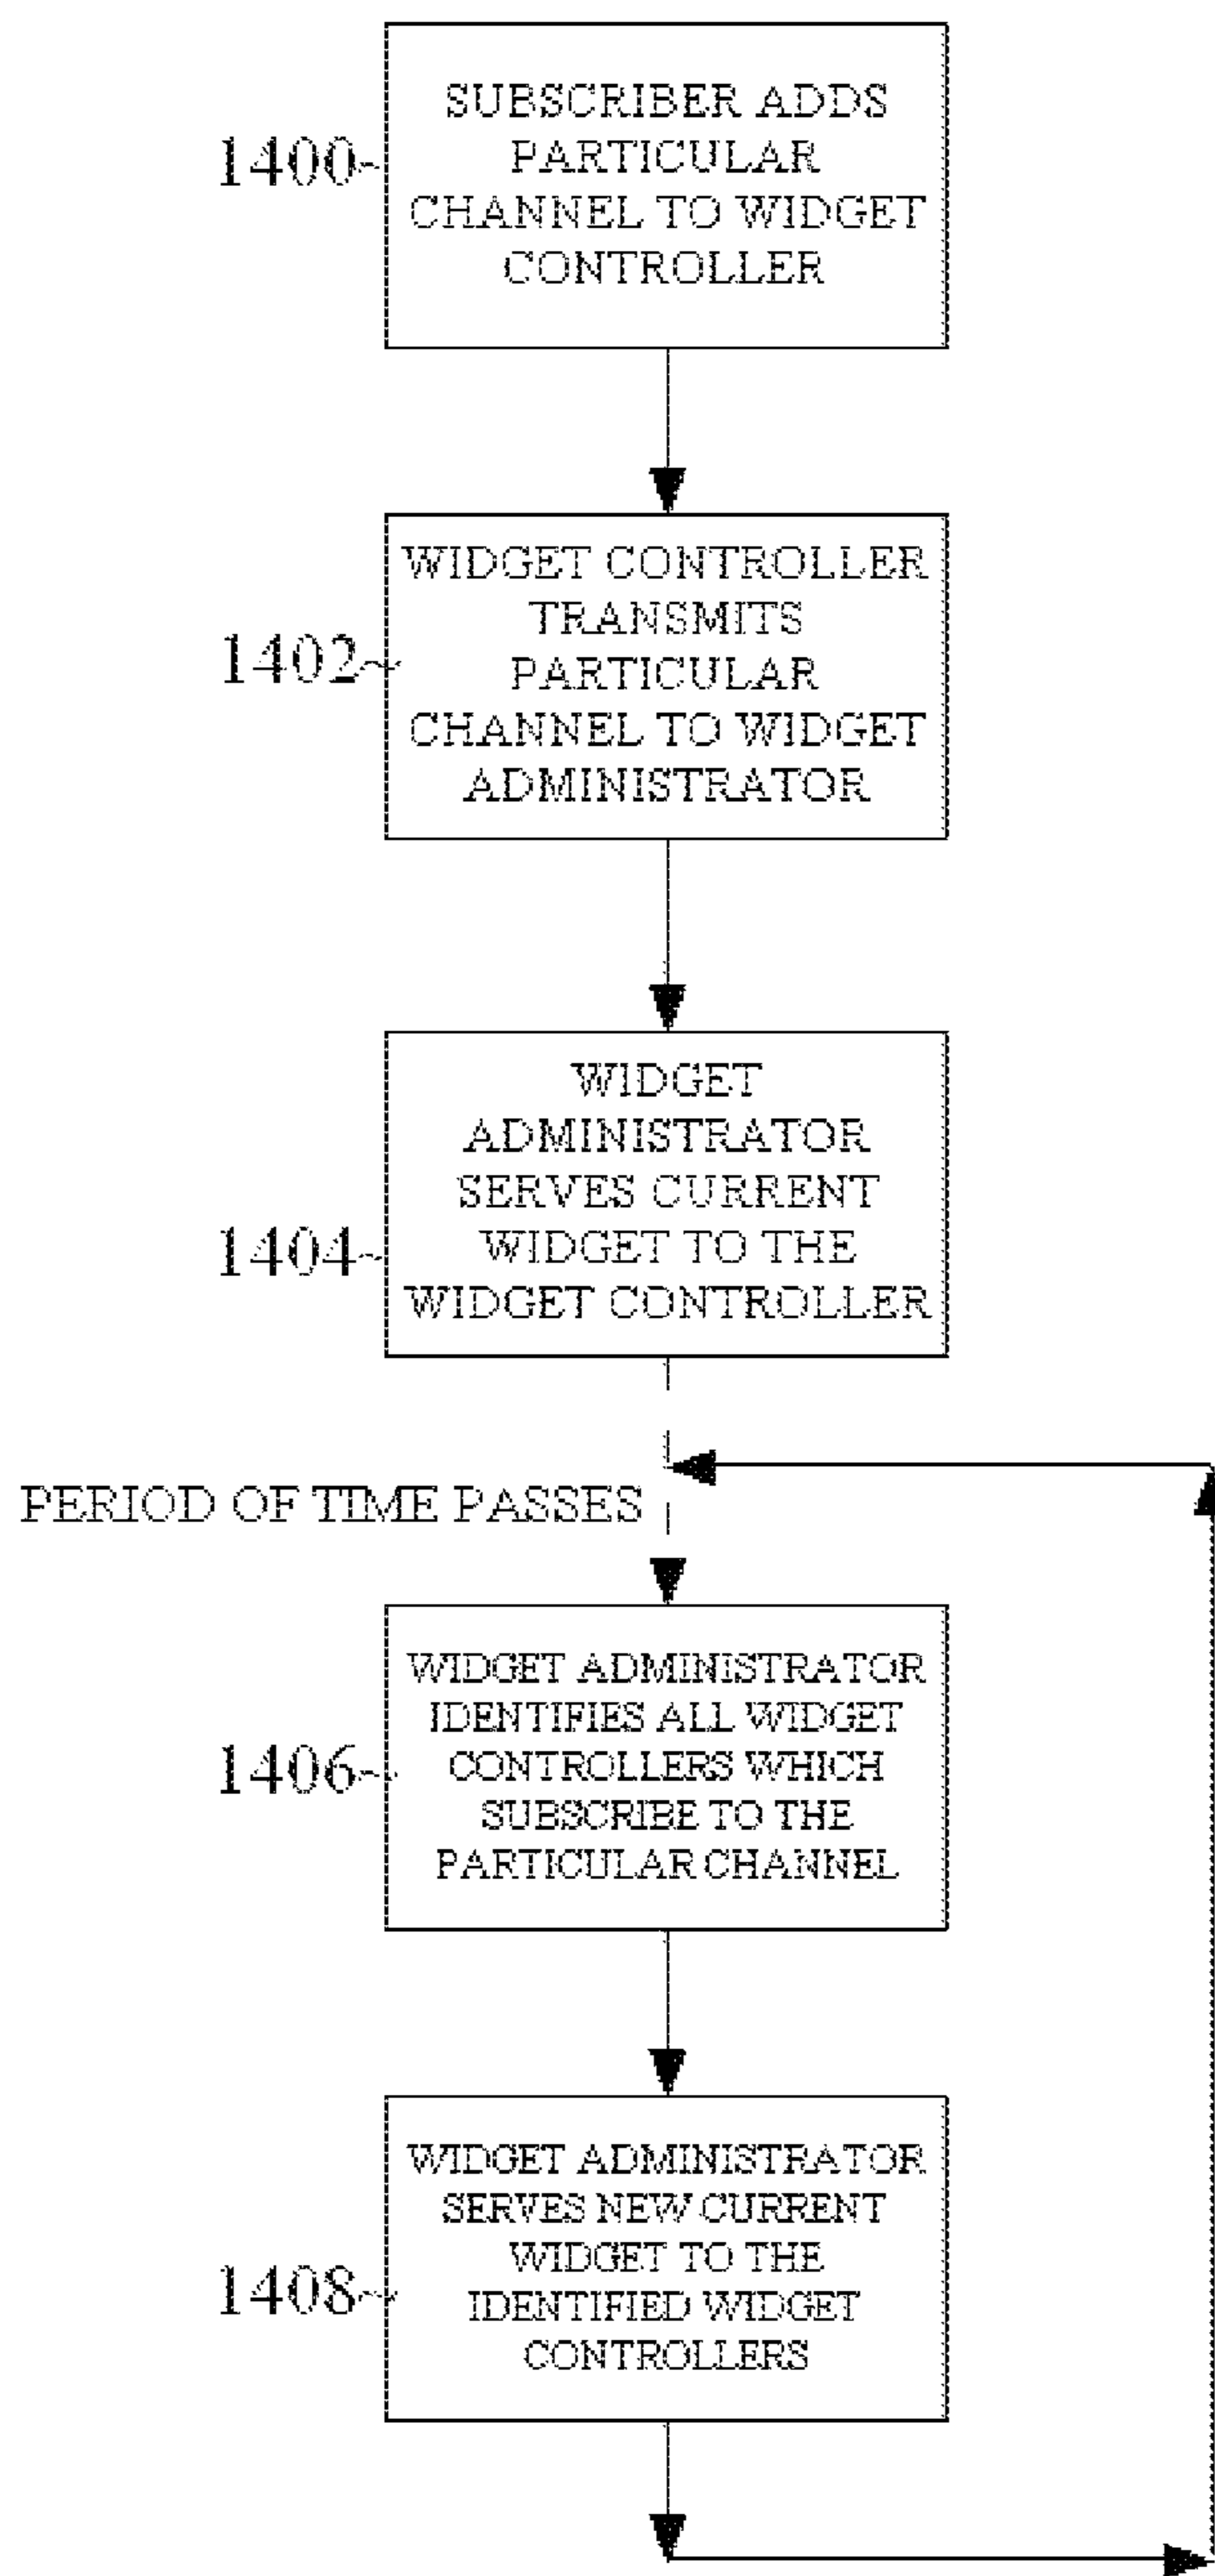 1400
SUBSCRIBER ADDS
PARTICULAR
CHANNEL TO WIDGET
CONTROLLER
1402
WIDGET CONTROLLER
TRANSMITS
PARTICULAR
CHANNEL TO WIDGET
ADMINISTRATOR
1404
WIDGET
ADMINISTRATOR
SERVES CURRENT
WIDGET TO THE
WIDGET CONTROLLER
PERIOD OF TIME PASSES
1406
WIDGET ADMINISTRATOR
IDENTIFIES ALL WIDGET
CONTROLLERS WHICH
SUBSCRIBE TO THE
PARTICULAR CHANNEL
1408
WIDGET ADMINISTRATOR
SERVES NEW CURRENT
WIDGET TO THE
IDENTIFIED WIDGET
CONTROLLERS